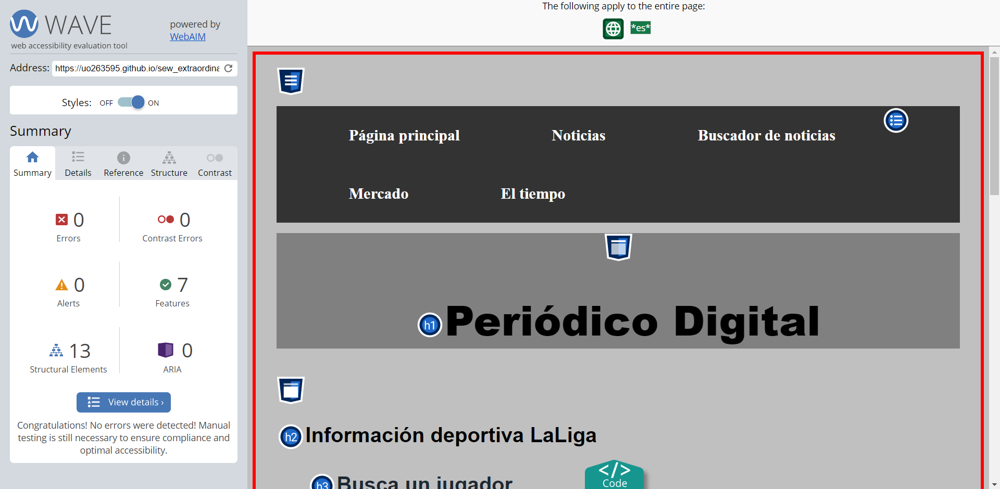 WAVE
web accessibility evaluation tool
powered by
WebAIM
Address: https://uo263595.github.io/sew_extraordina
Styles: OFF ON
Summary
Summary Details Reference Structure Contrast
0 0
Errors Contrast Errors
0 7
Alerts Features
13 0
Structural Elements ARIA
View details ›
Congratulations! No errors were detected! Manual
testing is still necessary to ensure compliance and
optimal accessibility.
The following apply to the entire page:
*es*
Página principal Noticias Buscador de noticias
Mercado El tiempo
h1 Periódico Digital
h2 Información deportiva LaLiga
h3 Busca un jugador
</>
Code